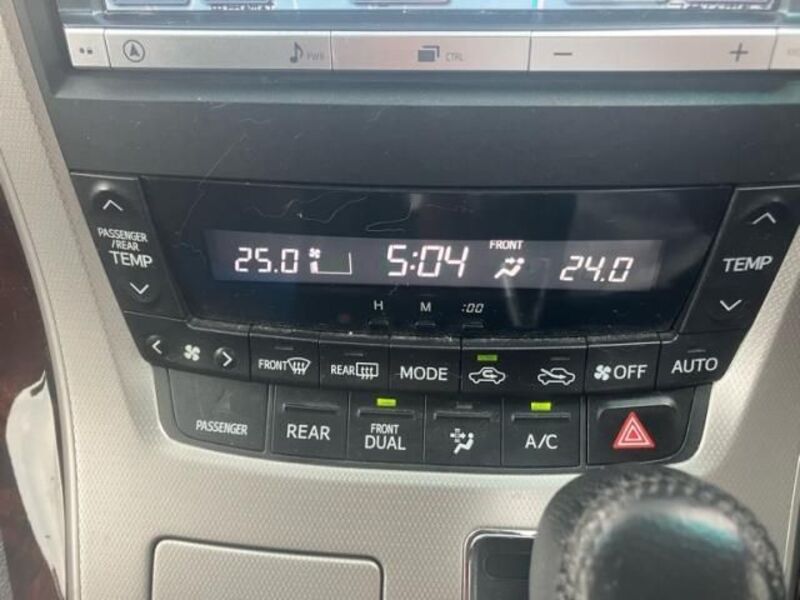 PWR CTRL − +
PASSENGER
/REAR
TEMP
25.0 5:04 FRONT 24.0
TEMP
H M :00
FRONT REAR MODE OFF AUTO
PASSENGER REAR FRONT
DUAL A/C